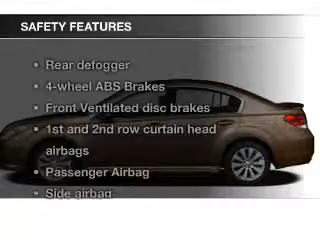 SAFETY FEATURES
• Rear defogger
• 4-wheel ABS Brakes
• Front Ventilated disc brakes
• 1st and 2nd row curtain head
airbags
• Passenger Airbag
• Side airbag